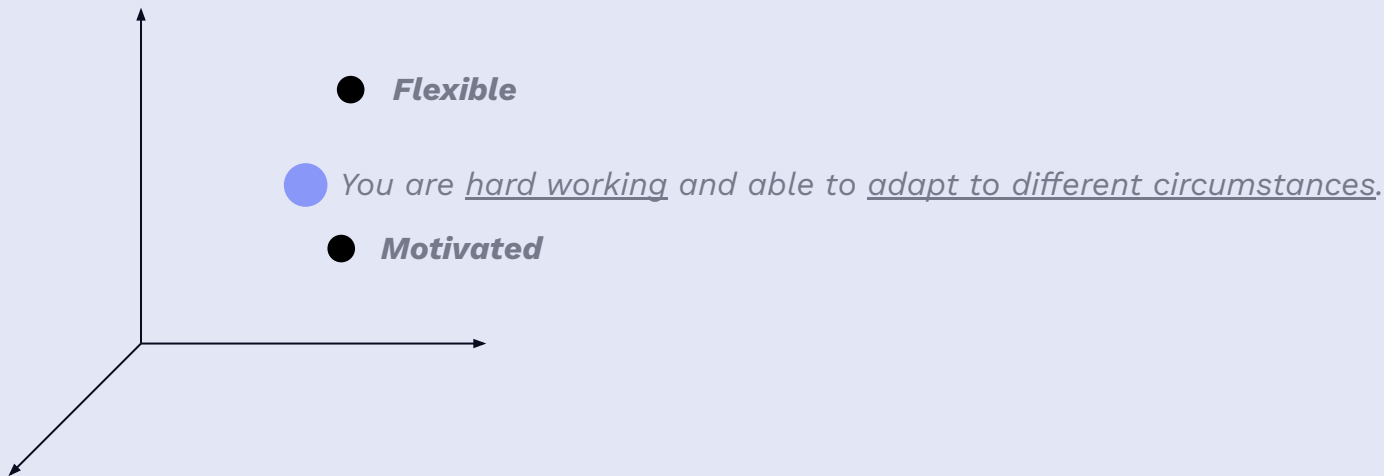 Flexible
You are hard working and able to adapt to different circumstances.
Motivated